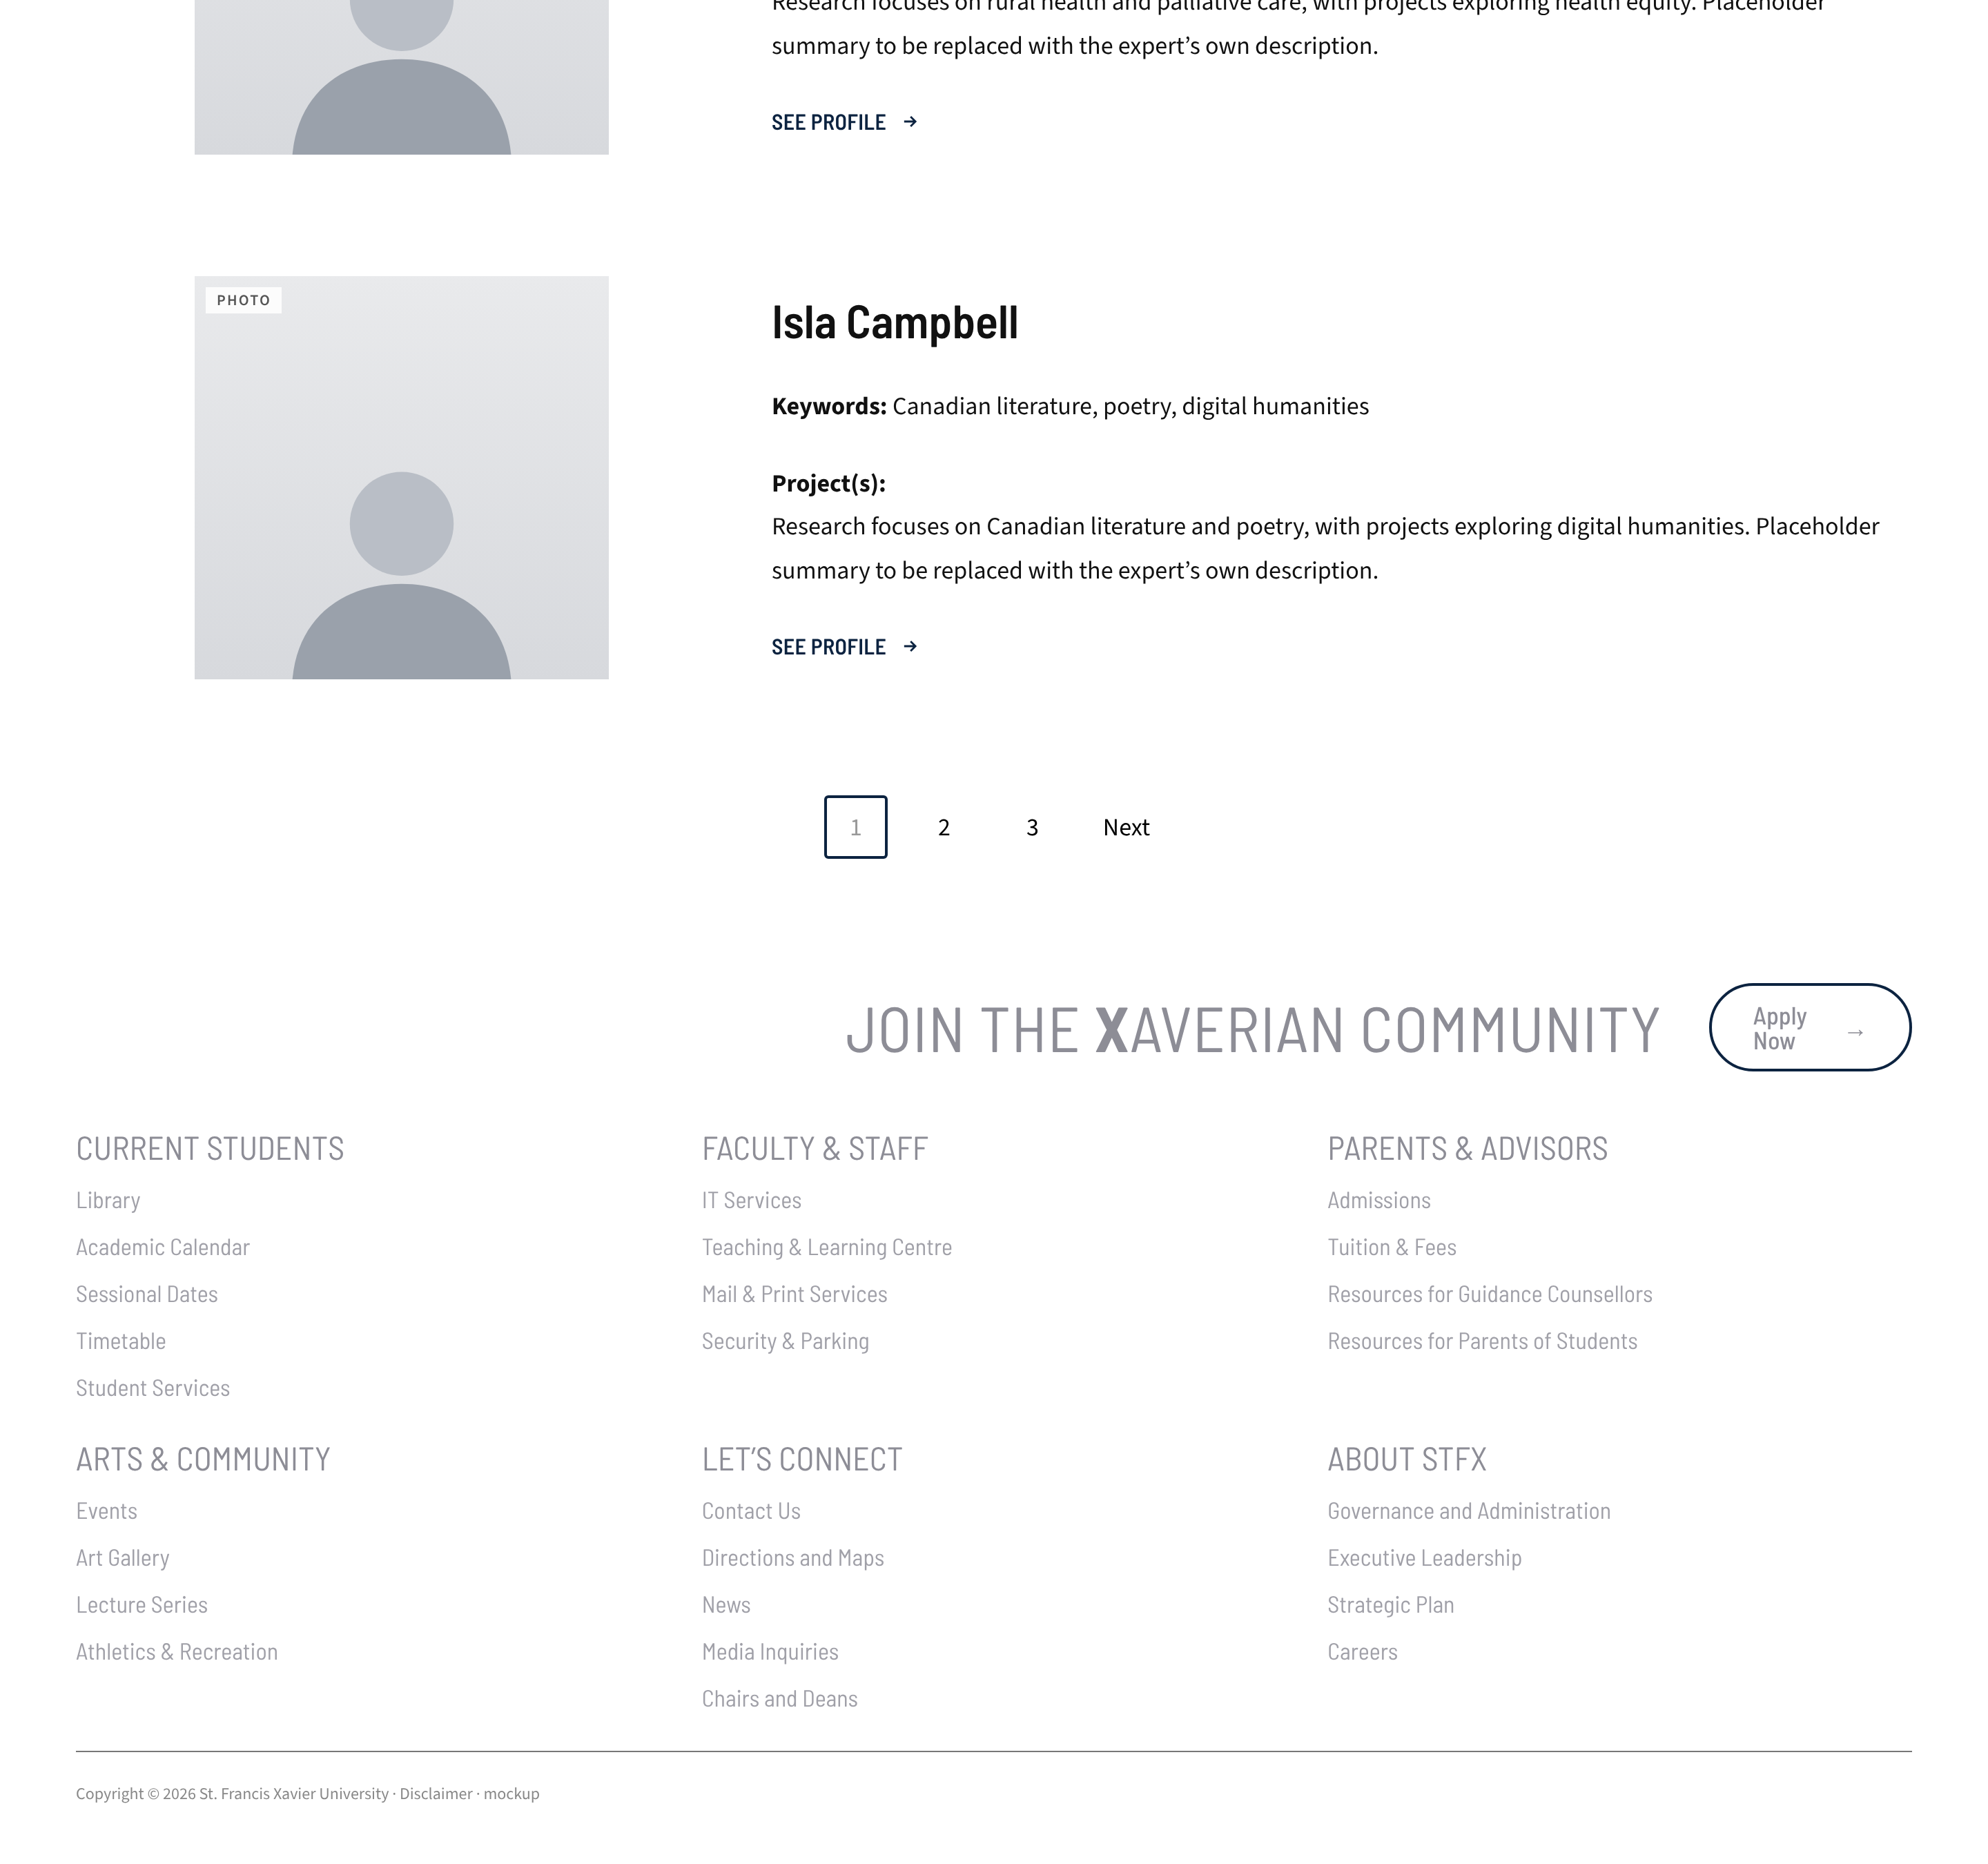 Research focuses on rural health and palliative care, with projects exploring health equity. Placeholder
summary to be replaced with the expert’s own description.
SEE PROFILE →
PHOTO
Isla Campbell
Keywords: Canadian literature, poetry, digital humanities
Project(s):
Research focuses on Canadian literature and poetry, with projects exploring digital humanities. Placeholder
summary to be replaced with the expert’s own description.
SEE PROFILE →
1 2 3 Next
JOIN THE XAVERIAN COMMUNITY
Apply
Now →
CURRENT STUDENTS
Library
Academic Calendar
Sessional Dates
Timetable
Student Services
FACULTY & STAFF
IT Services
Teaching & Learning Centre
Mail & Print Services
Security & Parking
PARENTS & ADVISORS
Admissions
Tuition & Fees
Resources for Guidance Counsellors
Resources for Parents of Students
ARTS & COMMUNITY
Events
Art Gallery
Lecture Series
Athletics & Recreation
LET’S CONNECT
Contact Us
Directions and Maps
News
Media Inquiries
Chairs and Deans
ABOUT STFX
Governance and Administration
Executive Leadership
Strategic Plan
Careers
Copyright © 2026 St. Francis Xavier University · Disclaimer · mockup